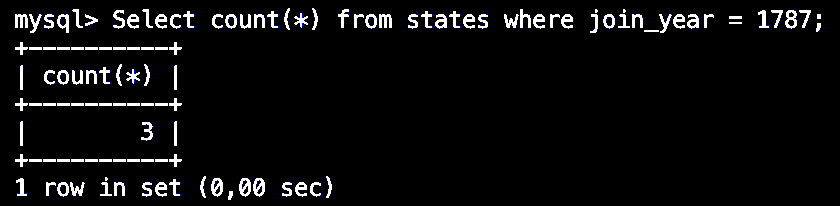 mysql> Select count(*) from states where join_year = 1787;
+----------+
| count(*) |
+----------+
|        3 |
+----------+
1 row in set (0,00 sec)